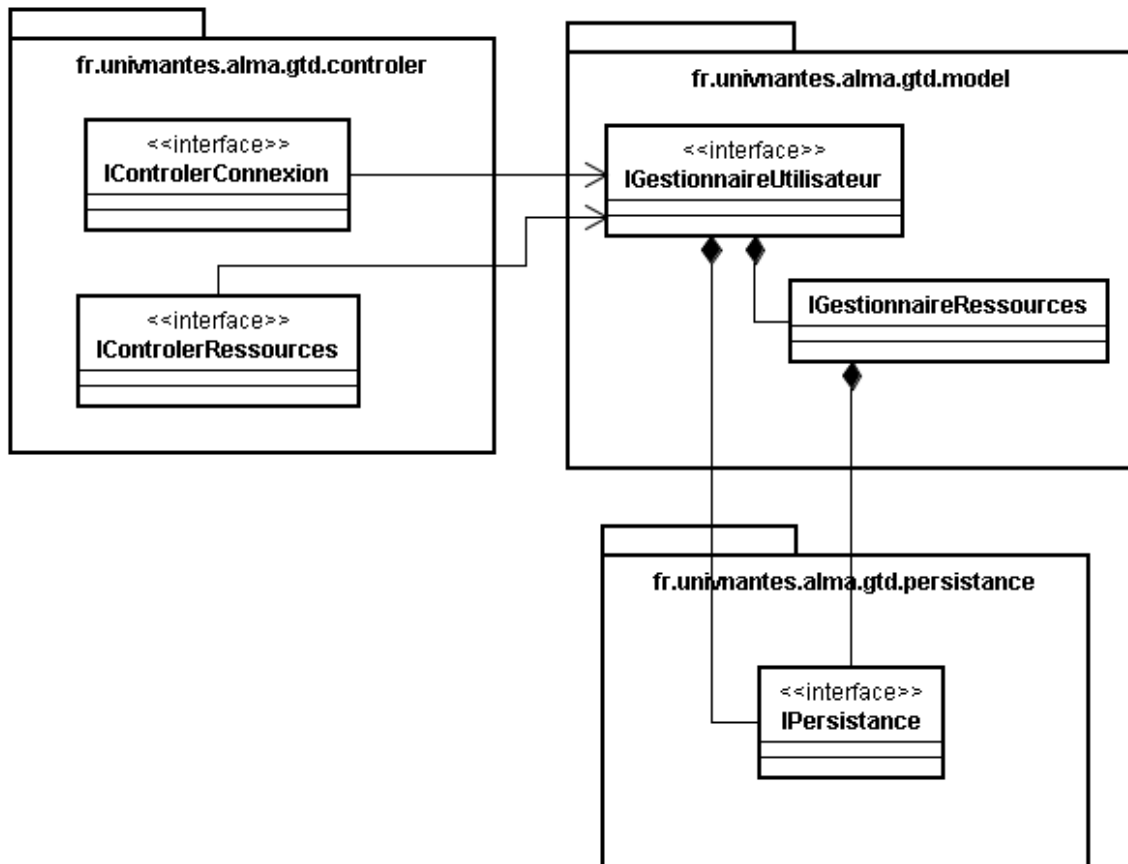 fr.univnantes.alma.gtd.controler
<<interface>>
IControlerConnexion
<<interface>>
IControlerRessources
fr.univnantes.alma.gtd.model
<<interface>>
IGestionnaireUtilisateur
IGestionnaireRessources
fr.univnantes.alma.gtd.persistance
<<interface>>
IPersistance